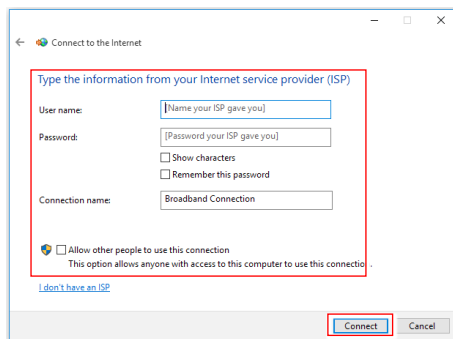 Connect to the Internet
Type the information from your Internet service provider (ISP)
User name:
[Name your ISP gave you]
Password:
[Password your ISP gave you]
Show characters
Remember this password
Connection name:
Broadband Connection
Allow other people to use this connection
This option allows anyone with access to this computer to use this connection.
I don't have an ISP
Connect
Cancel